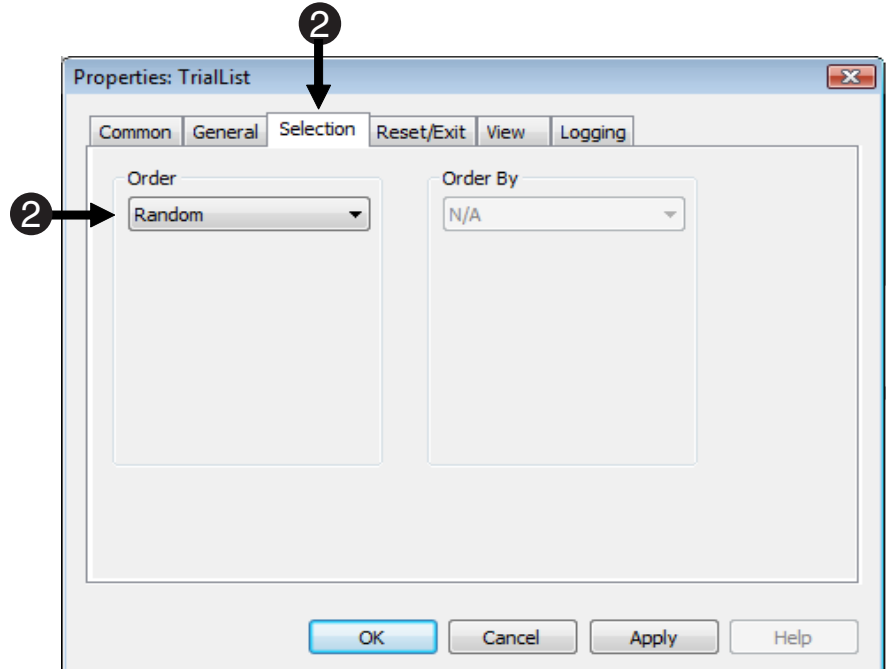 2
Properties: TrialList
Common General Selection Reset/Exit View Logging
Order Order By
2 Random N/A
OK Cancel Apply Help